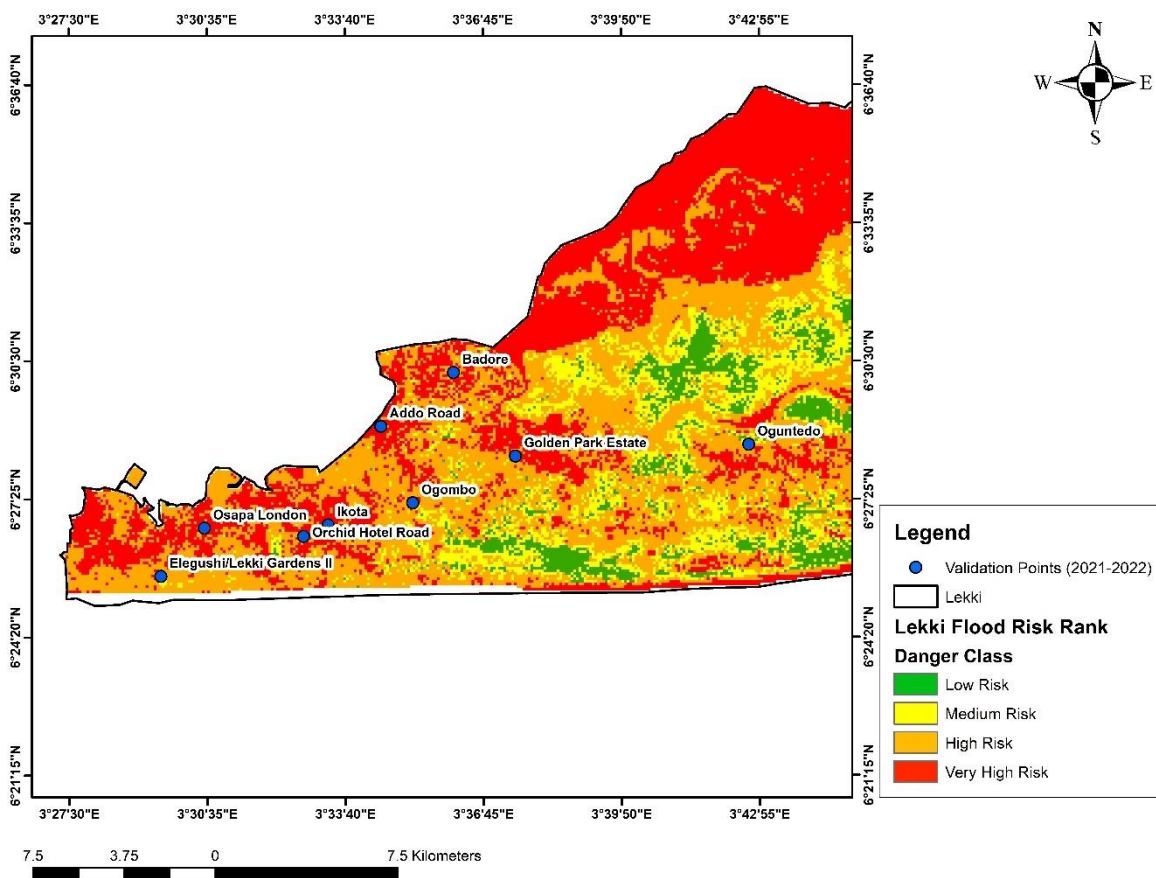 3°27'30"E 3°30'35"E 3°33'40"E 3°36'45"E 3°39'50"E 3°42'55"E
N
W E
S
6°36'40"N 6°36'40"N
6°33'35"N 6°33'35"N
6°30'30"N 6°30'30"N
Badore
Addo Road
Golden Park Estate
Oguntedo
6°27'25"N 6°27'25"N
Ogombo
Osapa London
Ikota
Orchid Hotel Road
Elegushi/Lekki Gardens II
6°24'20"N 6°24'20"N
6°21'15"N 6°21'15"N
3°27'30"E 3°30'35"E 3°33'40"E 3°36'45"E 3°39'50"E 3°42'55"E
Legend
Validation Points (2021-2022)
Lekki
Lekki Flood Risk Rank
Danger Class
Low Risk
Medium Risk
High Risk
Very High Risk
7.5 3.75 0 7.5 Kilometers